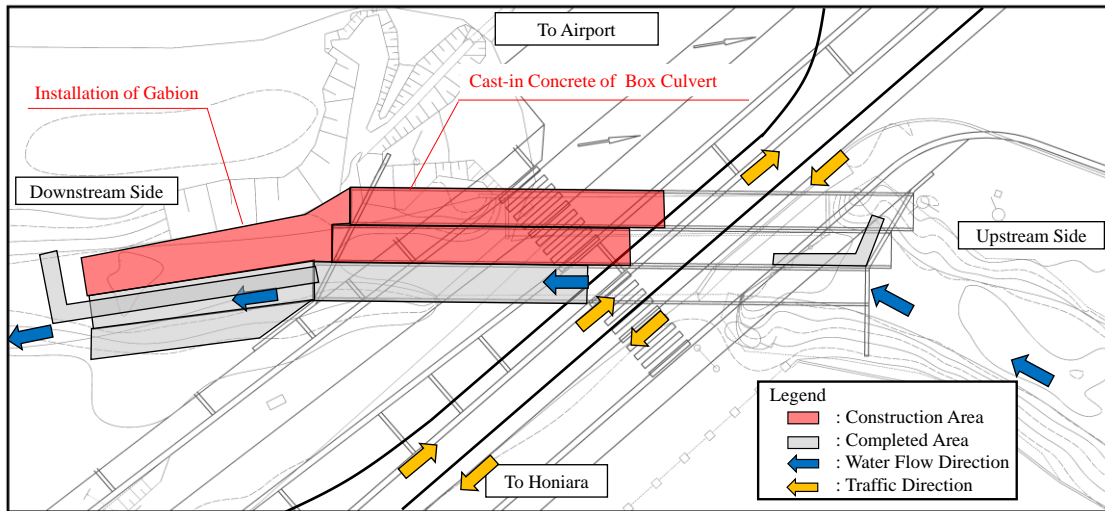 To Airport
Installation of Gabion
Cast-in Concrete of Box Culvert
Downstream Side
Upstream Side
To Honiara
Legend
: Construction Area
: Completed Area
: Water Flow Direction
: Traffic Direction